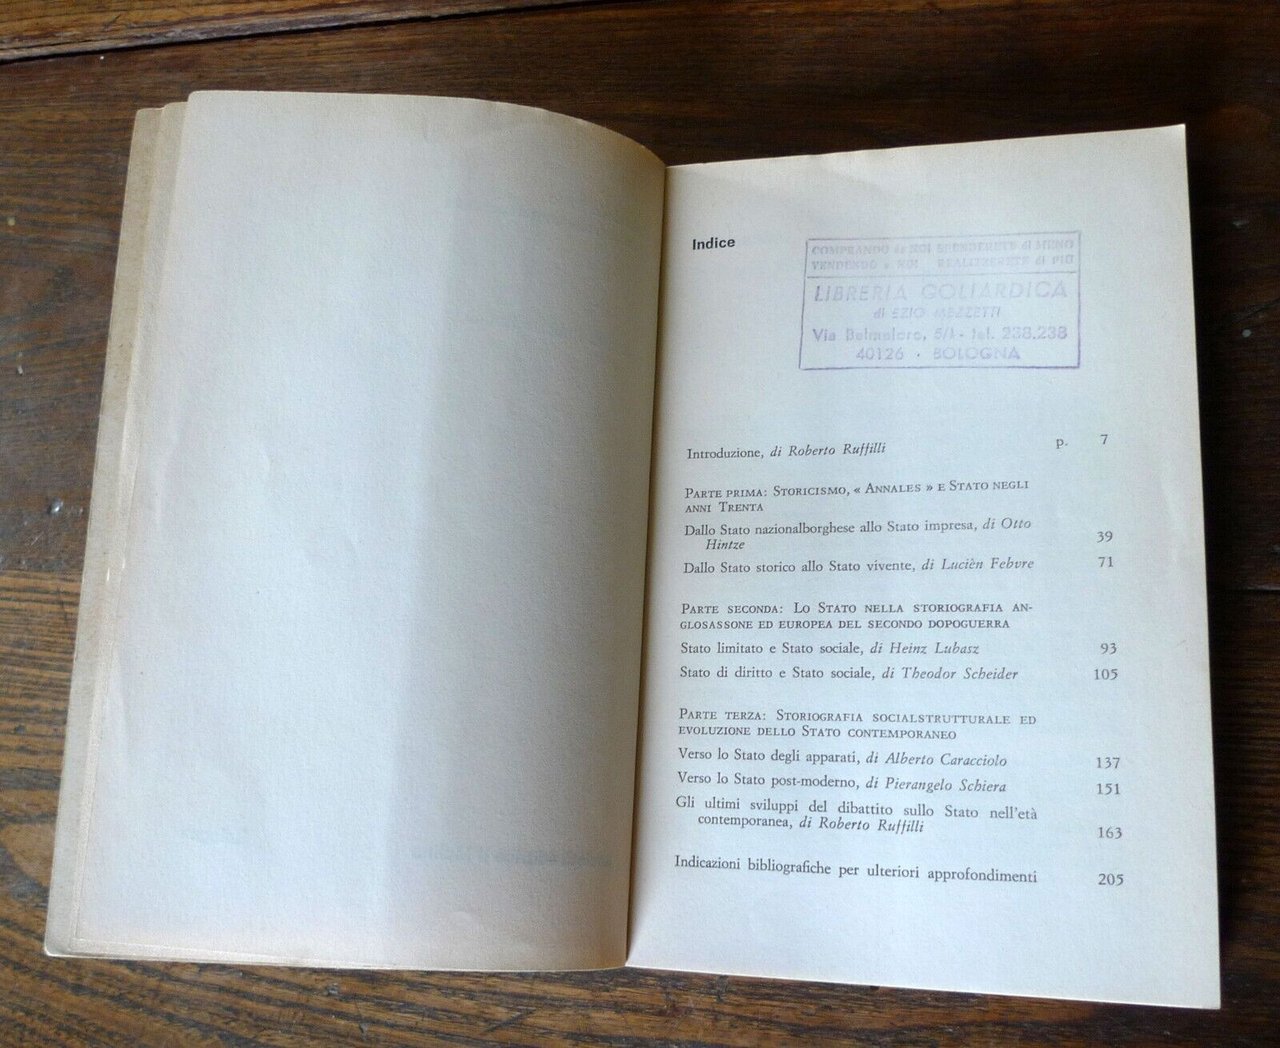 Indice
COMPRANDO da NOI SPENDERETE di MENO
VENDENDO a NOI REALIZZERETE di PIÙ
LIBRERIA GOLIARDICA
di EZIO MEZZETTI
Via Belmeloro, 5/A - tel. 238.238
40126 - BOLOGNA
Introduzione, di Roberto Ruffilli p. 7
PARTE PRIMA: STORICISMO, « ANNALES » E STATO NEGLI
ANNI TRENTA
Dallo Stato nazionalborghese allo Stato impresa, di Otto
Hintze 39
Dallo Stato storico allo Stato vivente, di Lucièn Febvre 71
PARTE SECONDA: LO STATO NELLA STORIOGRAFIA AN-
GLOSASSONE ED EUROPEA DEL SECONDO DOPOGUERRA
Stato limitato e Stato sociale, di Heinz Lubasz 93
Stato di diritto e Stato sociale, di Theodor Scheider 105
PARTE TERZA: STORIOGRAFIA SOCIALSTRUTTURALE ED
EVOLUZIONE DELLO STATO CONTEMPORANEO
Verso lo Stato degli apparati, di Alberto Caracciolo 137
Verso lo Stato post-moderno, di Pierangelo Schiera 151
Gli ultimi sviluppi del dibattito sullo Stato nell'età
contemporanea, di Roberto Ruffilli 163
Indicazioni bibliografiche per ulteriori approfondimenti 205